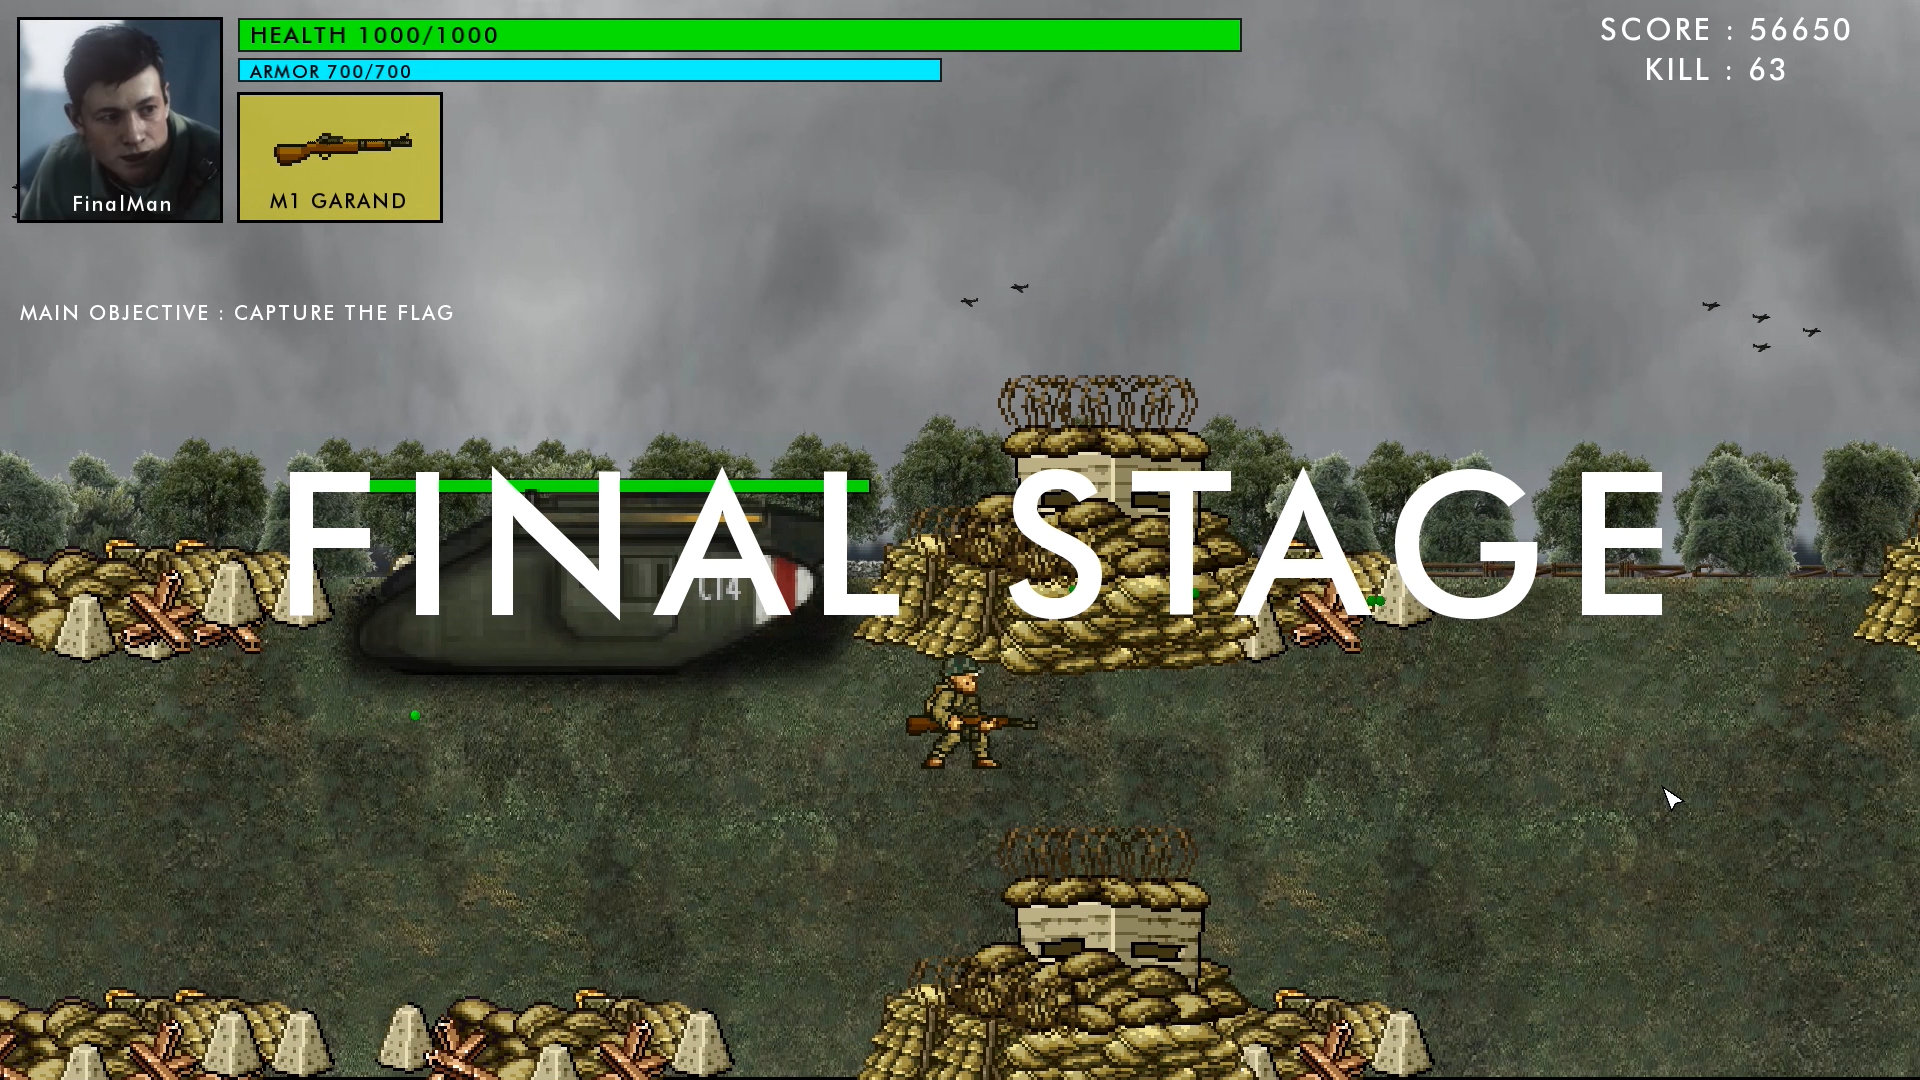 HEALTH 1000/1000
SCORE : 56650
ARMOR 700/700
KILL : 63
FinalMan
M1 GARAND
MAIN OBJECTIVE : CAPTURE THE FLAG
FINAL STAGE
C14